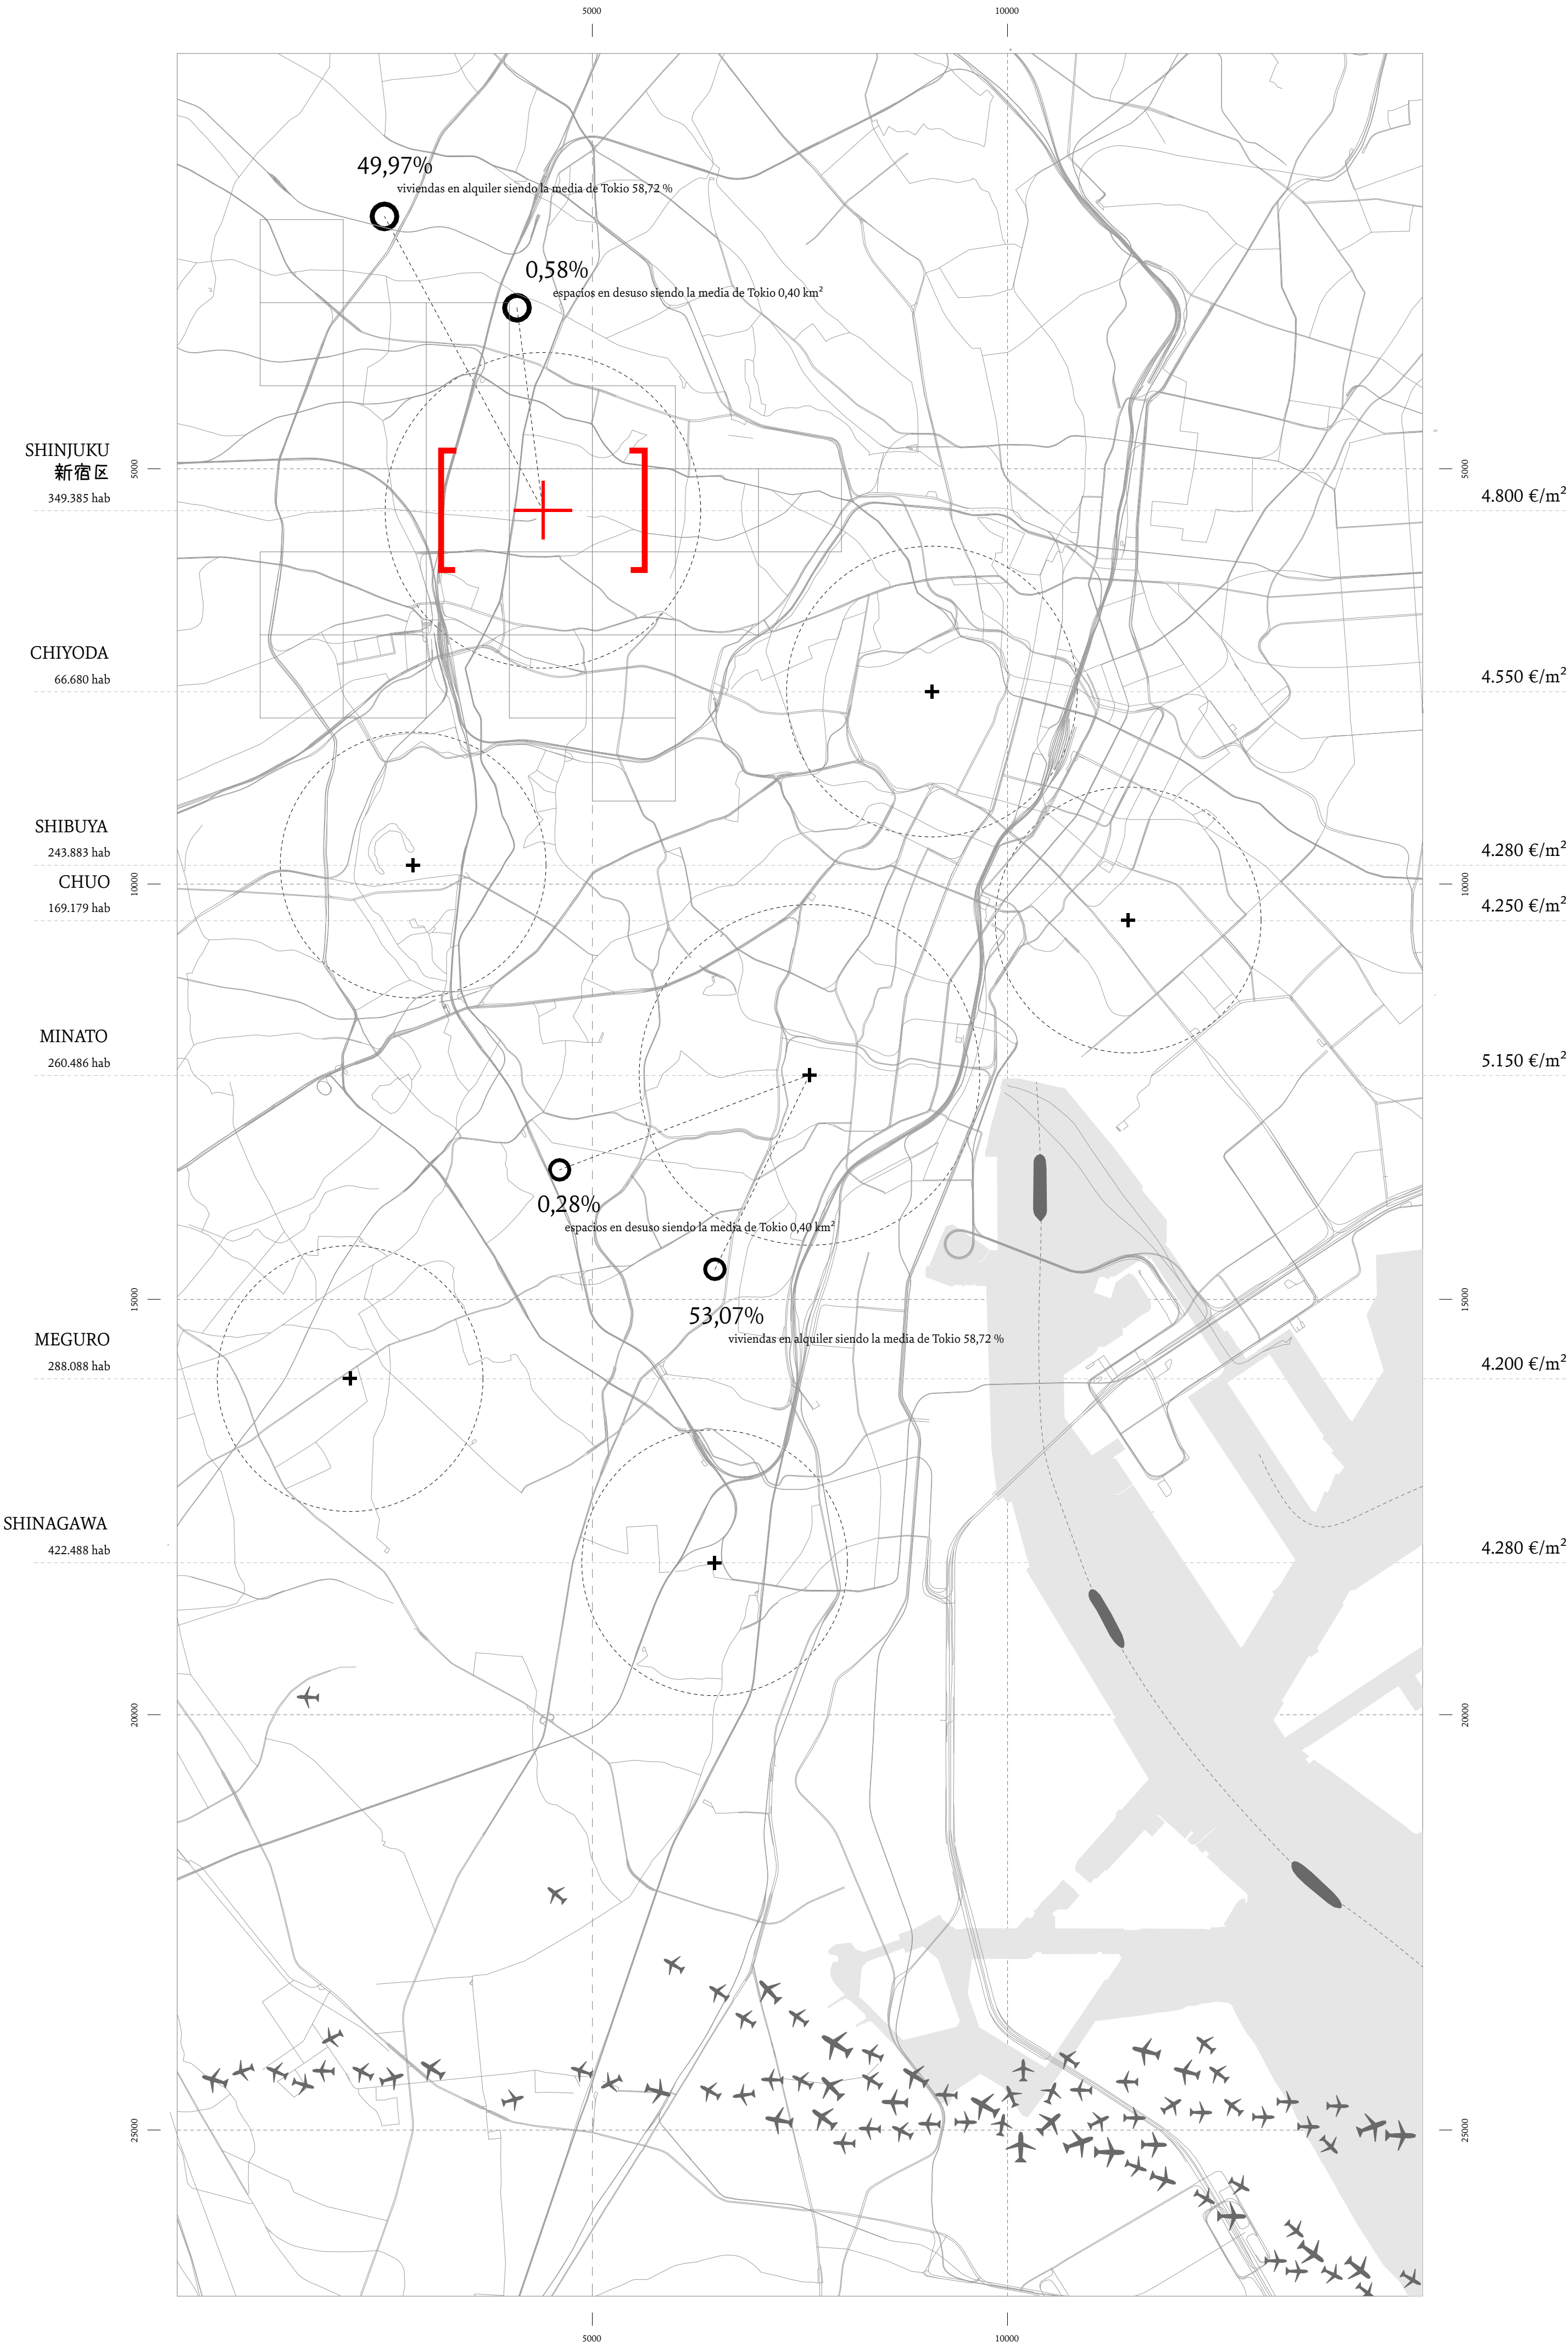 5000
10000
49,97%
viviendas en alquiler siendo la media de Tokio 58,72 %
0,58%
espacios en desuso siendo la media de Tokio 0,40 km²
SHINJUKU
新宿区
349.385 hab
5000
5000
4.800 €/m²
CHIYODA
66.680 hab
4.550 €/m²
SHIBUYA
243.883 hab
4.280 €/m²
CHUO
169.179 hab
10000
10000
4.250 €/m²
MINATO
260.486 hab
5.150 €/m²
0,28%
espacios en desuso siendo la media de Tokio 0,40 km²
15000
15000
53,07%
viviendas en alquiler siendo la media de Tokio 58,72 %
MEGURO
288.088 hab
4.200 €/m²
SHINAGAWA
422.488 hab
4.280 €/m²
20000
20000
25000
25000
5000
10000